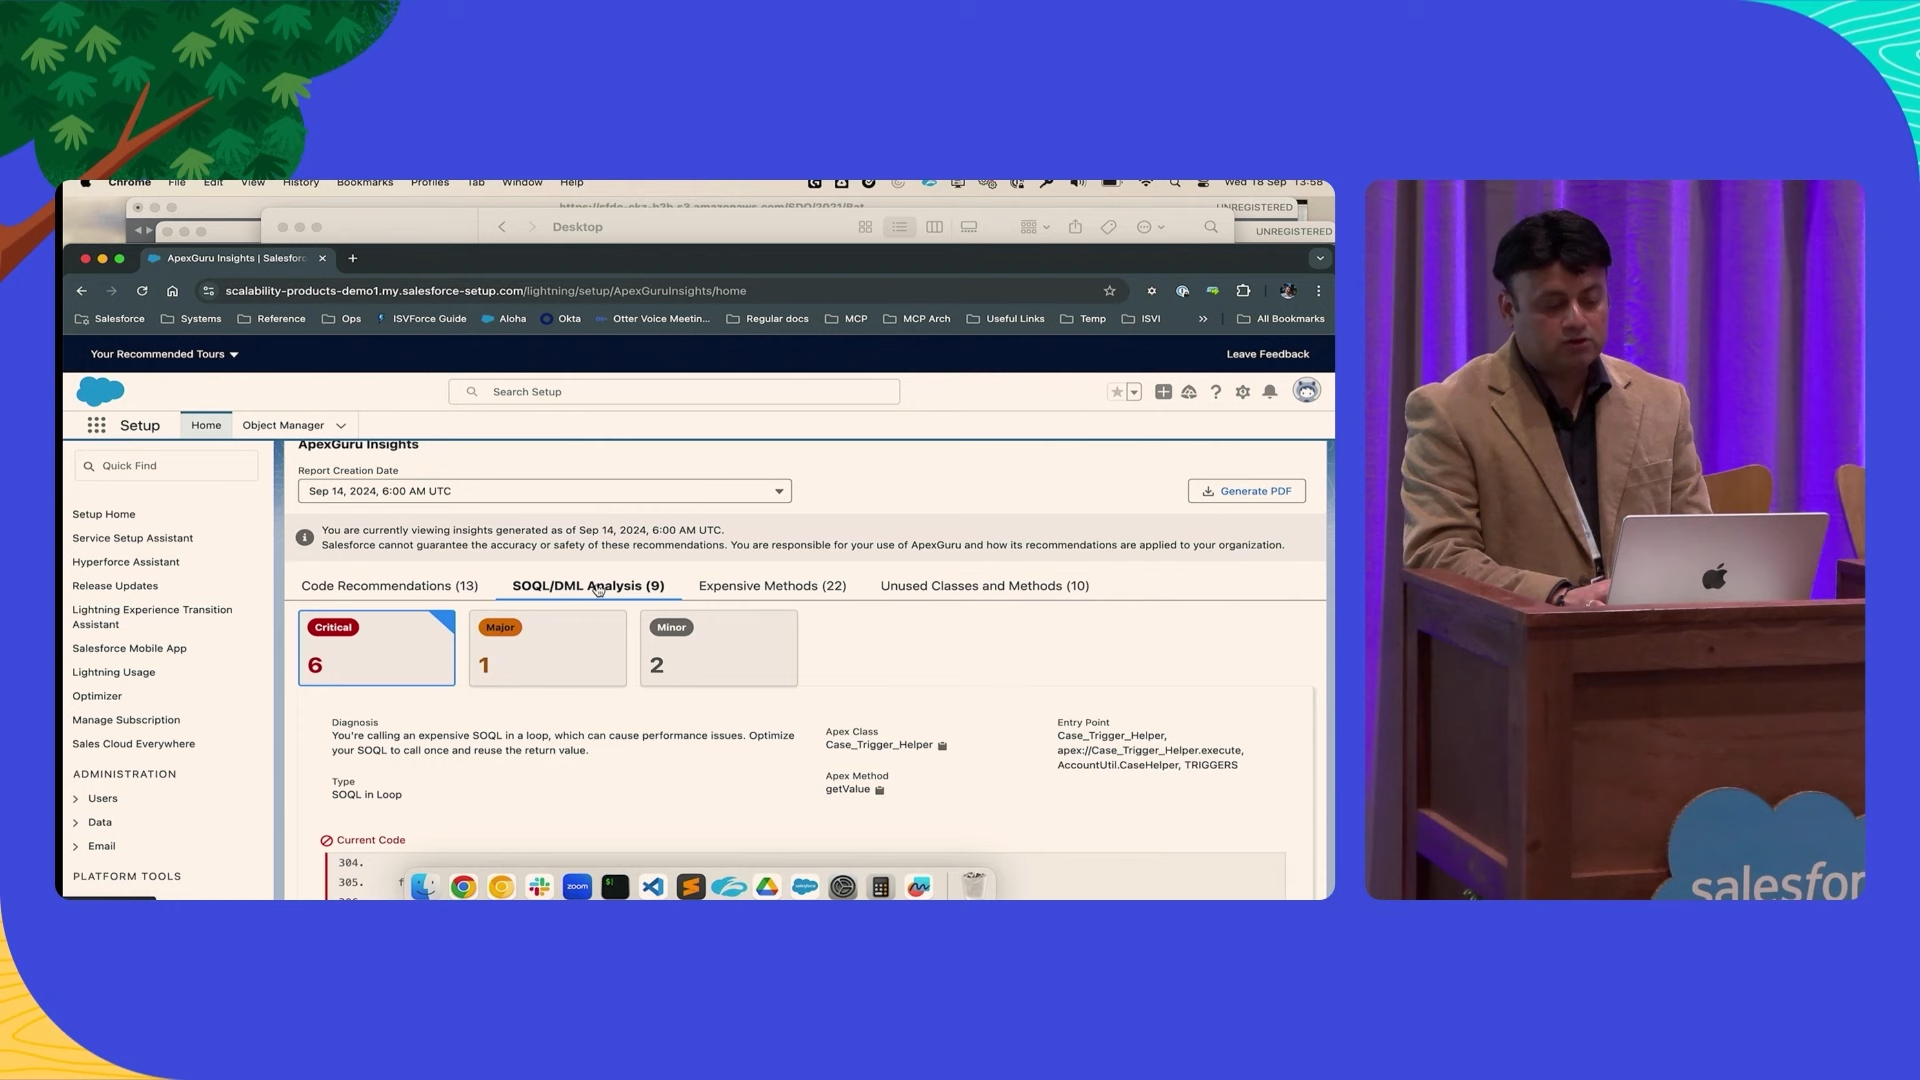 Chrome File Edit View History Bookmarks Profiles Tab Window Help Wed 18 Sep 13:58
UNREGISTERED
Desktop
UNREGISTERED
ApexGuru Insights | Salesforc
scalability-products-demo1.my.salesforce-setup.com/lightning/setup/ApexGuruInsights/home
Salesforce Systems Reference Ops ISVForce Guide Aloha Okta Otter Voice Meetin... Regular docs MCP MCP Arch Useful Links Temp ISVI » All Bookmarks
Your Recommended Tours Leave Feedback
Search Setup
Setup Home Object Manager
Quick Find
Setup Home
Service Setup Assistant
Hyperforce Assistant
Release Updates
Lightning Experience Transition
Assistant
Salesforce Mobile App
Lightning Usage
Optimizer
Manage Subscription
Sales Cloud Everywhere
ADMINISTRATION
Users
Data
Email
PLATFORM TOOLS
ApexGuru Insights
Report Creation Date
Sep 14, 2024, 6:00 AM UTC
Generate PDF
You are currently viewing insights generated as of Sep 14, 2024, 6:00 AM UTC.
Salesforce cannot guarantee the accuracy or safety of these recommendations. You are responsible for your use of ApexGuru and how its recommendations are applied to your organization.
Code Recommendations (13) SOQL/DML Analysis (9) Expensive Methods (22) Unused Classes and Methods (10)
Critical
6
Major
1
Minor
2
Diagnosis
You're calling an expensive SOQL in a loop, which can cause performance issues. Optimize
your SOQL to call once and reuse the return value.
Type
SOQL in Loop
Apex Class
Case_Trigger_Helper
Apex Method
getValue
Entry Point
Case_Trigger_Helper,
apex://Case_Trigger_Helper.execute,
AccountUtil.CaseHelper, TRIGGERS
Current Code
304.
305. f
zoom
salesfor